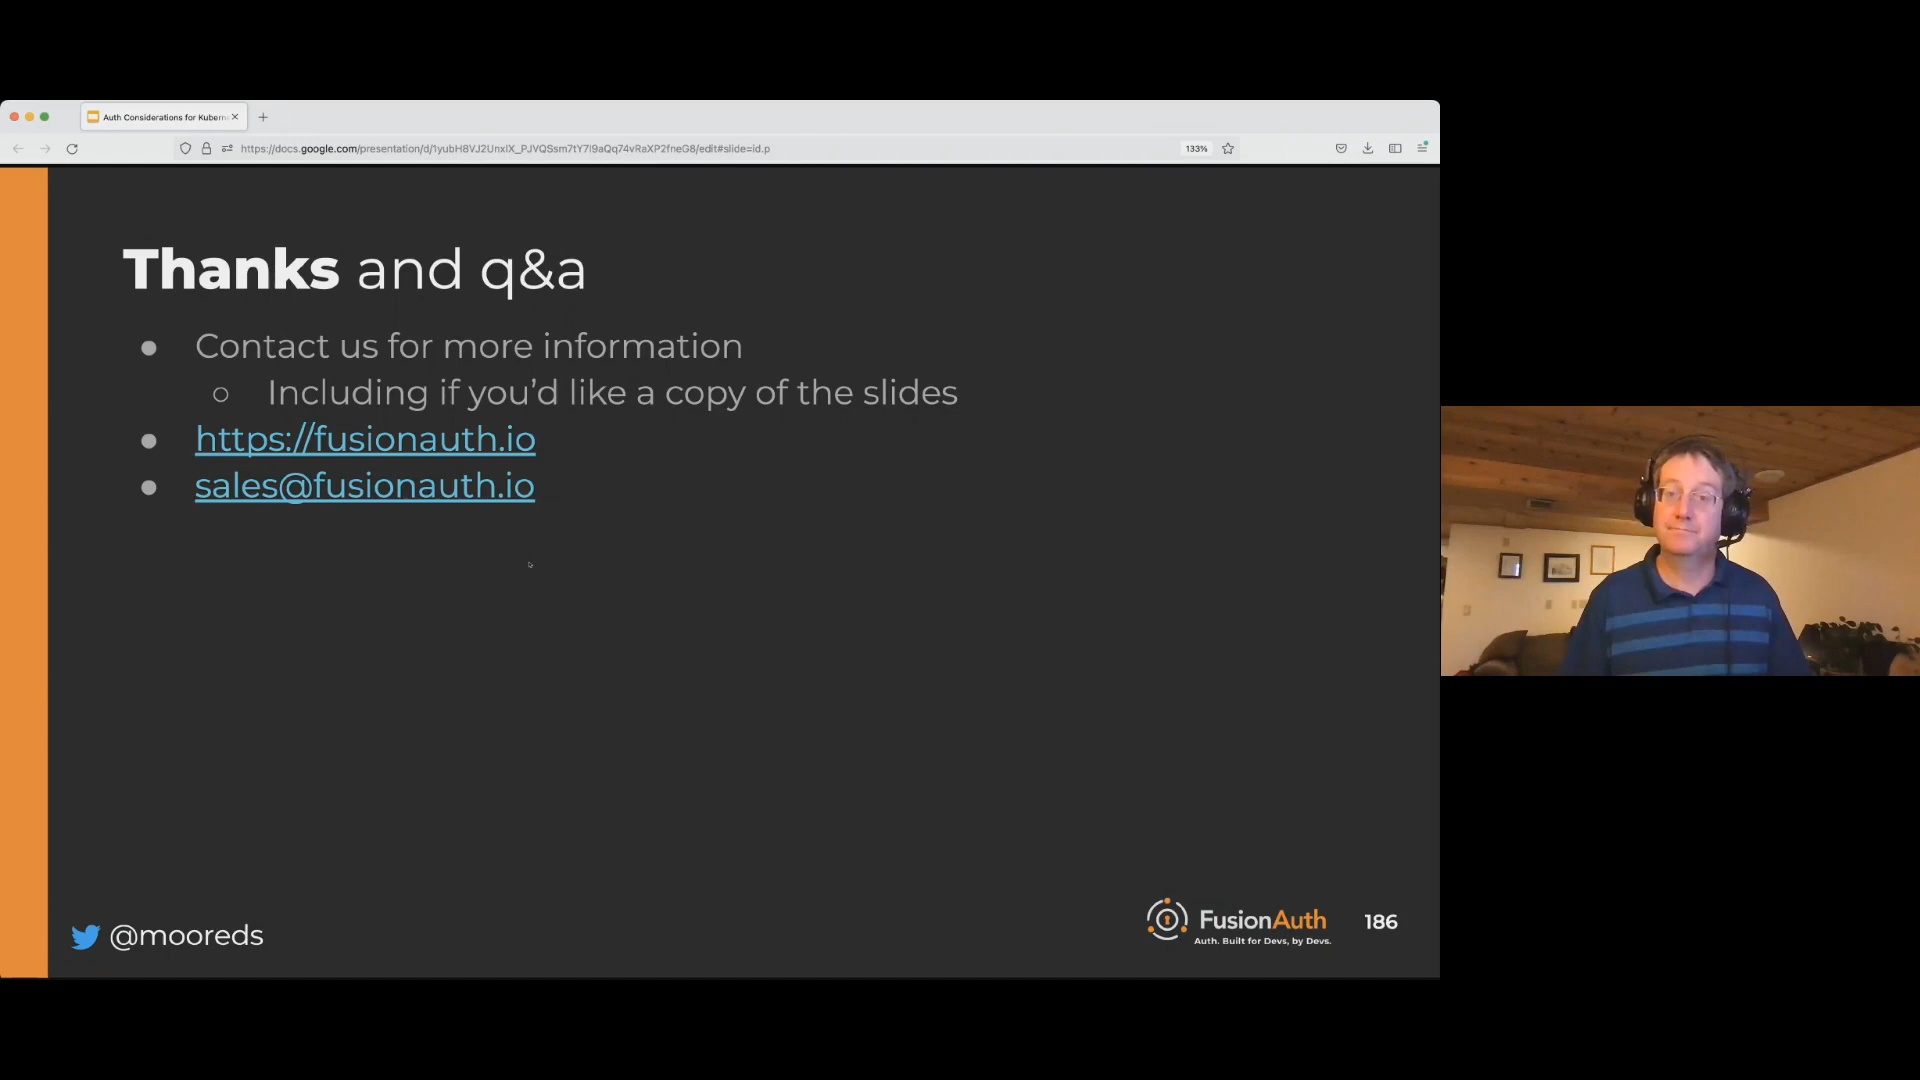 Auth Considerations for Kubern
https://docs.google.com/presentation/d/1yubH8VJ2UnxIX_PJVQSsm7tY7I9aQq74vRaXP2fneG8/edit#slide=id.p
133%
Thanks and q&a
Contact us for more information
Including if you’d like a copy of the slides
https://fusionauth.io
sales@fusionauth.io
@mooreds
FusionAuth
Auth. Built for Devs, by Devs.
186